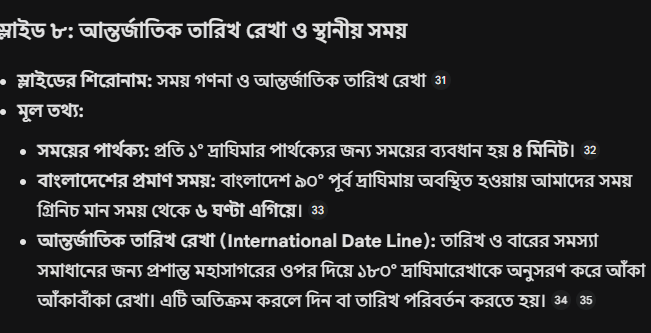 স্লাইড ৮: আন্তর্জাতিক তারিখ রেখা ও স্থানীয় সময়
• স্লাইডের শিরোনাম: সময় গণনা ও আন্তর্জাতিক তারিখ রেখা 31
• মূল তথ্য:
• সময়ের পার্থক্য: প্রতি ১° দ্রাঘিমার পার্থক্যের জন্য সময়ের ব্যবধান হয় ৪ মিনিট। 32
• বাংলাদেশের প্রমাণ সময়: বাংলাদেশ ৯০° পূর্ব দ্রাঘিমায় অবস্থিত হওয়ায় আমাদের সময়
গ্রিনিচ মান সময় থেকে ৬ ঘণ্টা এগিয়ে। 33
• আন্তর্জাতিক তারিখ রেখা (International Date Line): তারিখ ও বারের সমস্যা
সমাধানের জন্য প্রশান্ত মহাসাগরের ওপর দিয়ে ১৮০° দ্রাঘিমারেখাকে অনুসরণ করে আঁকা
আঁকাবাঁকা রেখা। এটি অতিক্রম করলে দিন বা তারিখ পরিবর্তন করতে হয়। 34 35